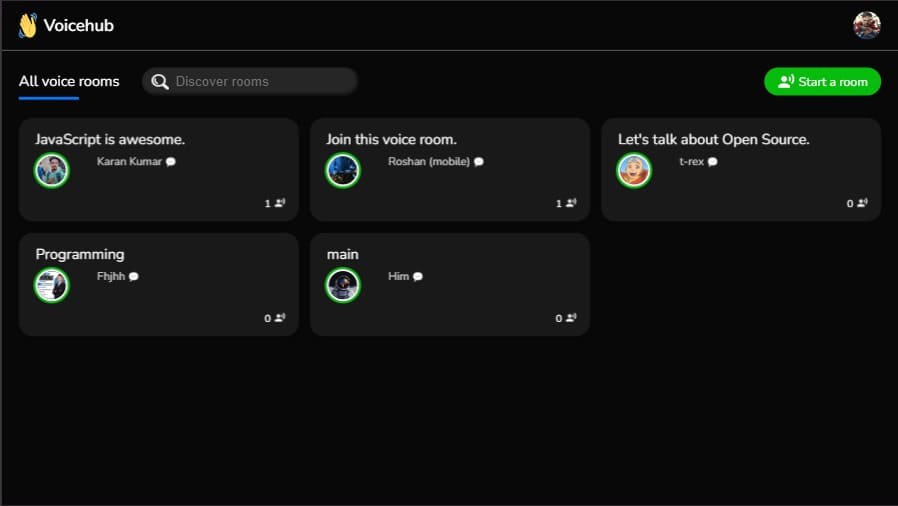 Voicehub
All voice rooms
Discover rooms
Start a room
JavaScript is awesome.
Karan Kumar
1
Join this voice room.
Roshan (mobile)
1
Let's talk about Open Source.
t-rex
0
Programming
Fhjhh
0
main
Him
0